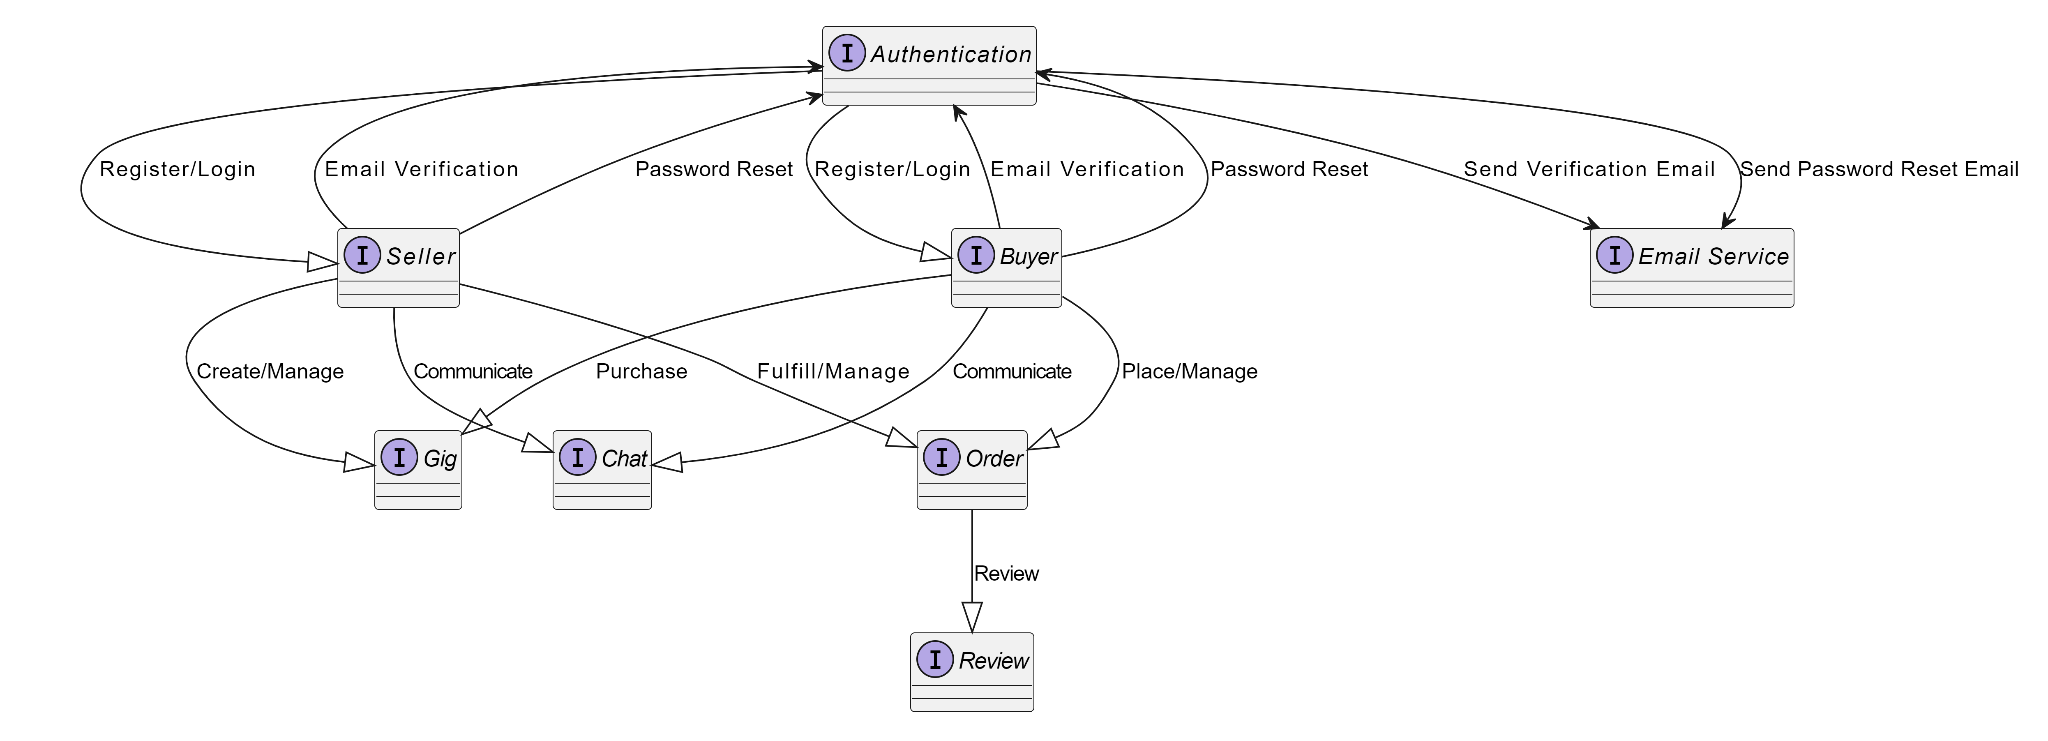 I Authentication
Register/Login
Email Verification
Password Reset
Register/Login
Email Verification
Password Reset
Send Verification Email
Send Password Reset Email
I Seller
I Buyer
I Email Service
Create/Manage
Communicate
Purchase
Fulfill/Manage
Communicate
Place/Manage
I Gig
I Chat
I Order
Review
I Review